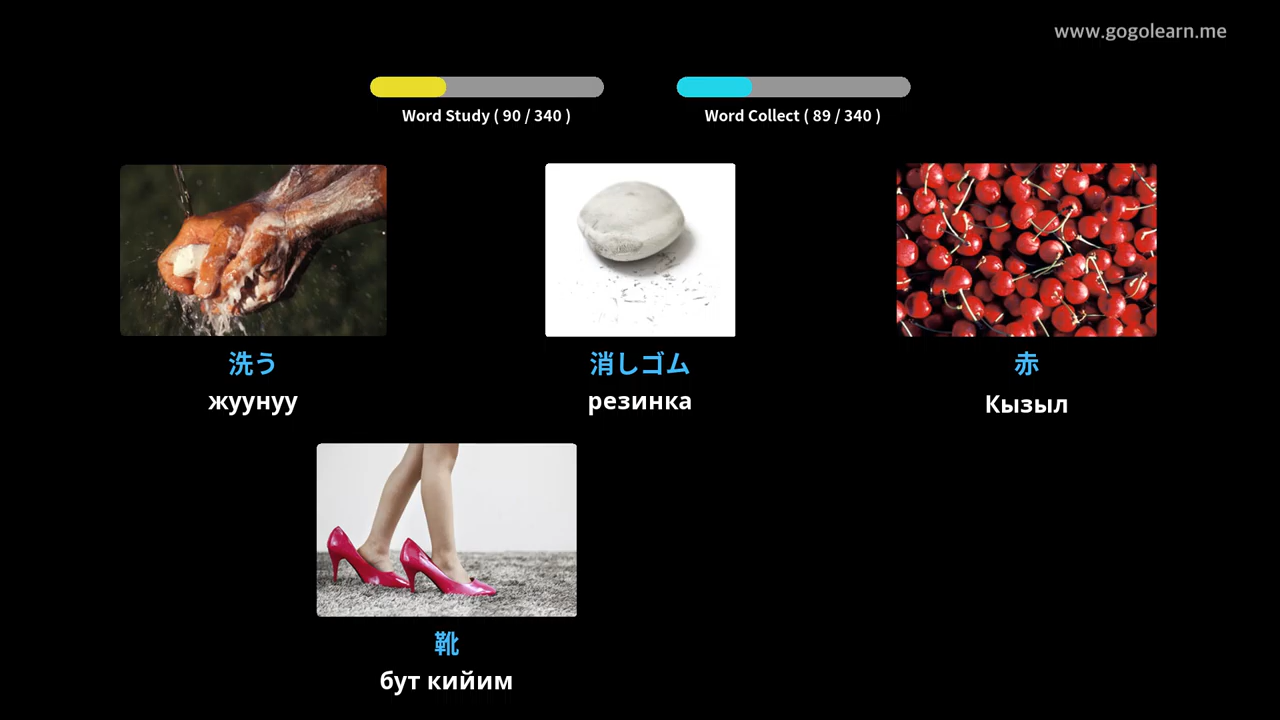 www.gogolearn.me
Word Study ( 90 / 340 )
Word Collect ( 89 / 340 )
洗う
жуунуу
消しゴム
резинка
赤
Кызыл
靴
бут кийим